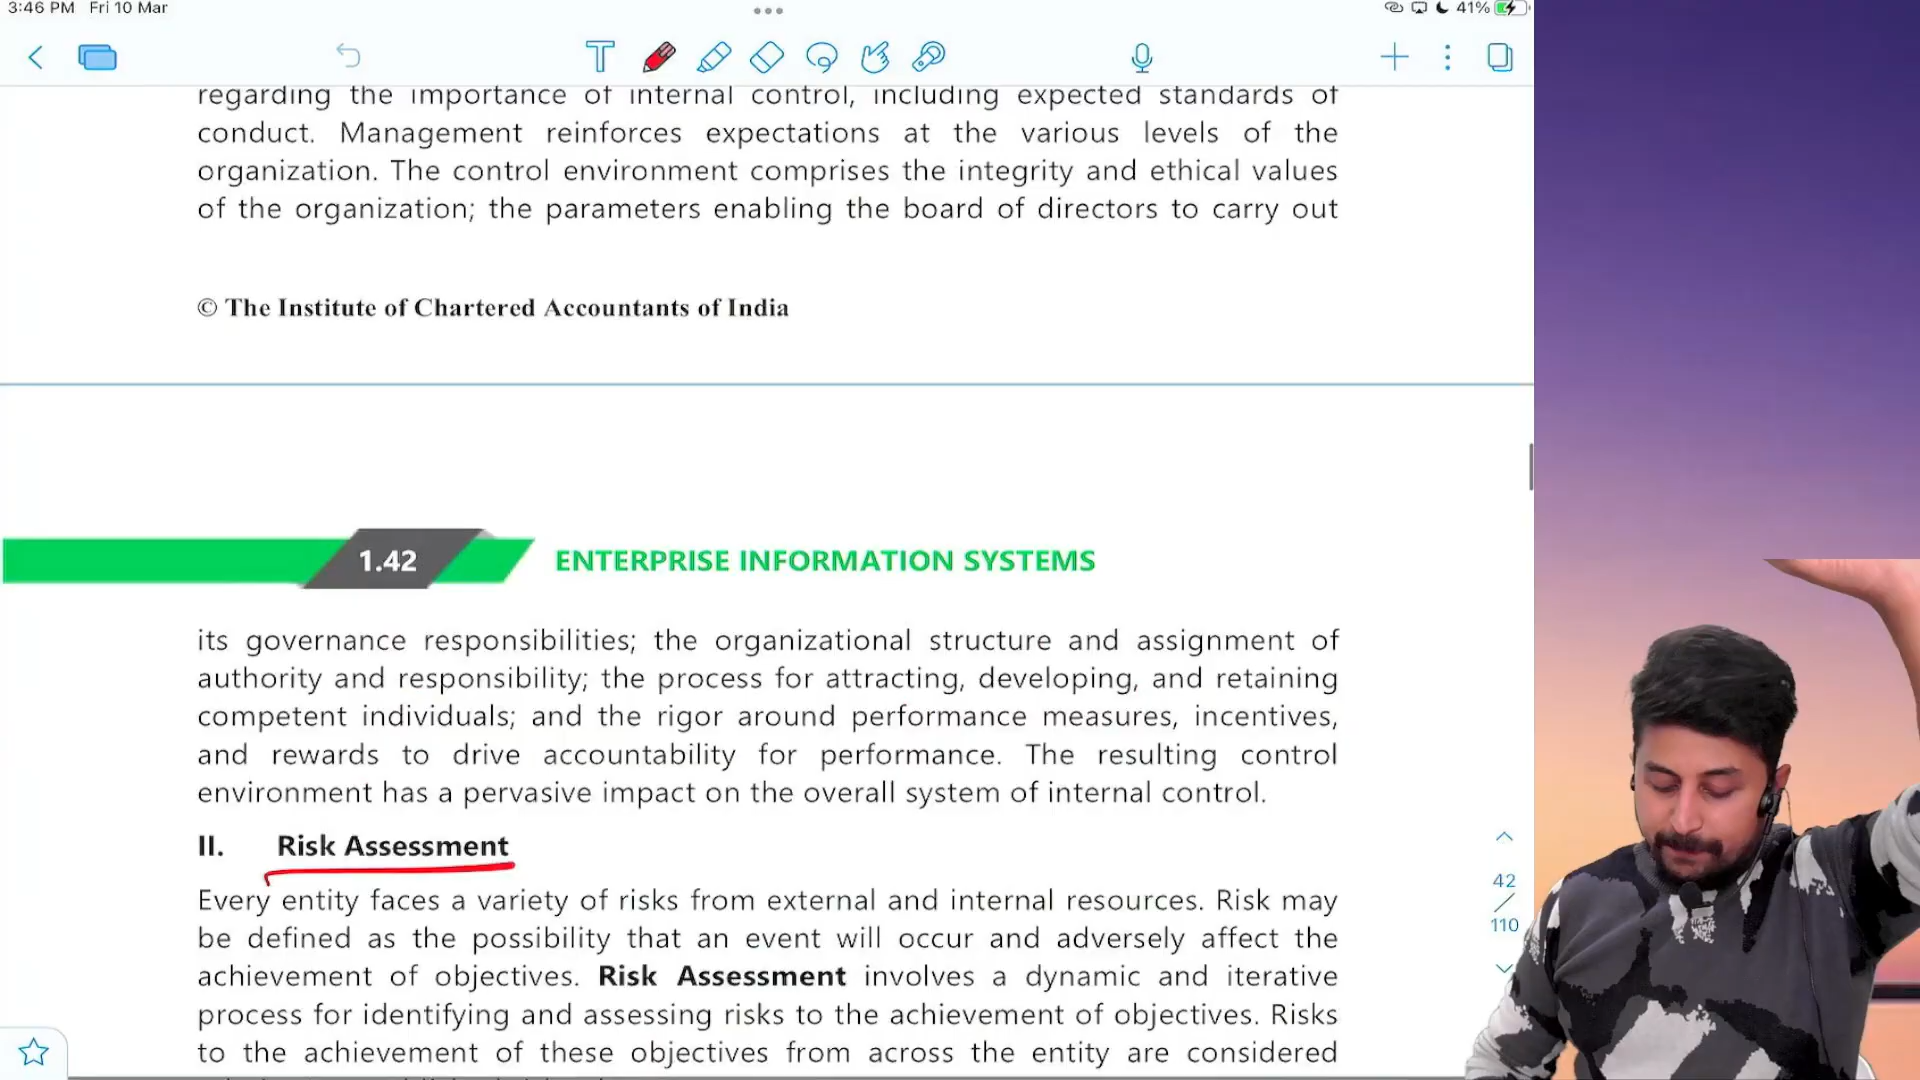 3:46 PM Fri 10 Mar
41%
regarding the importance of internal control, including expected standards of
conduct. Management reinforces expectations at the various levels of the
organization. The control environment comprises the integrity and ethical values
of the organization; the parameters enabling the board of directors to carry out
© The Institute of Chartered Accountants of India
1.42 ENTERPRISE INFORMATION SYSTEMS
its governance responsibilities; the organizational structure and assignment of
authority and responsibility; the process for attracting, developing, and retaining
competent individuals; and the rigor around performance measures, incentives,
and rewards to drive accountability for performance. The resulting control
environment has a pervasive impact on the overall system of internal control.
II. Risk Assessment
Every entity faces a variety of risks from external and internal resources. Risk may
be defined as the possibility that an event will occur and adversely affect the
achievement of objectives. Risk Assessment involves a dynamic and iterative
process for identifying and assessing risks to the achievement of objectives. Risks
to the achievement of these objectives from across the entity are considered
42
/
110